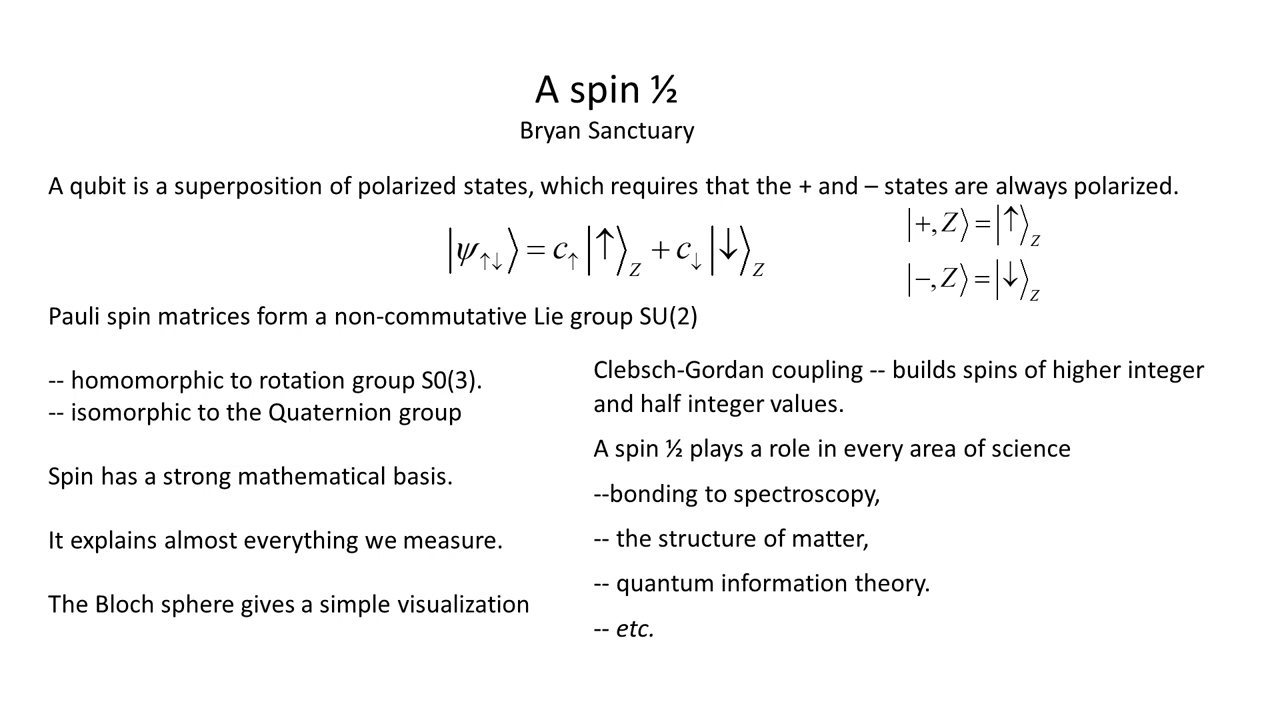 A spin ½
Bryan Sanctuary
A qubit is a superposition of polarized states, which requires that the + and – states are always polarized.
|ψ↑↓⟩ = c↑|↑⟩Z + c↓|↓⟩Z
|+,Z⟩ = |↑⟩Z
|−,Z⟩ = |↓⟩Z
Pauli spin matrices form a non-commutative Lie group SU(2)
-- homomorphic to rotation group S0(3).
-- isomorphic to the Quaternion group
Spin has a strong mathematical basis.
It explains almost everything we measure.
The Bloch sphere gives a simple visualization
Clebsch-Gordan coupling -- builds spins of higher integer
and half integer values.
A spin ½ plays a role in every area of science
--bonding to spectroscopy,
-- the structure of matter,
-- quantum information theory.
-- etc.